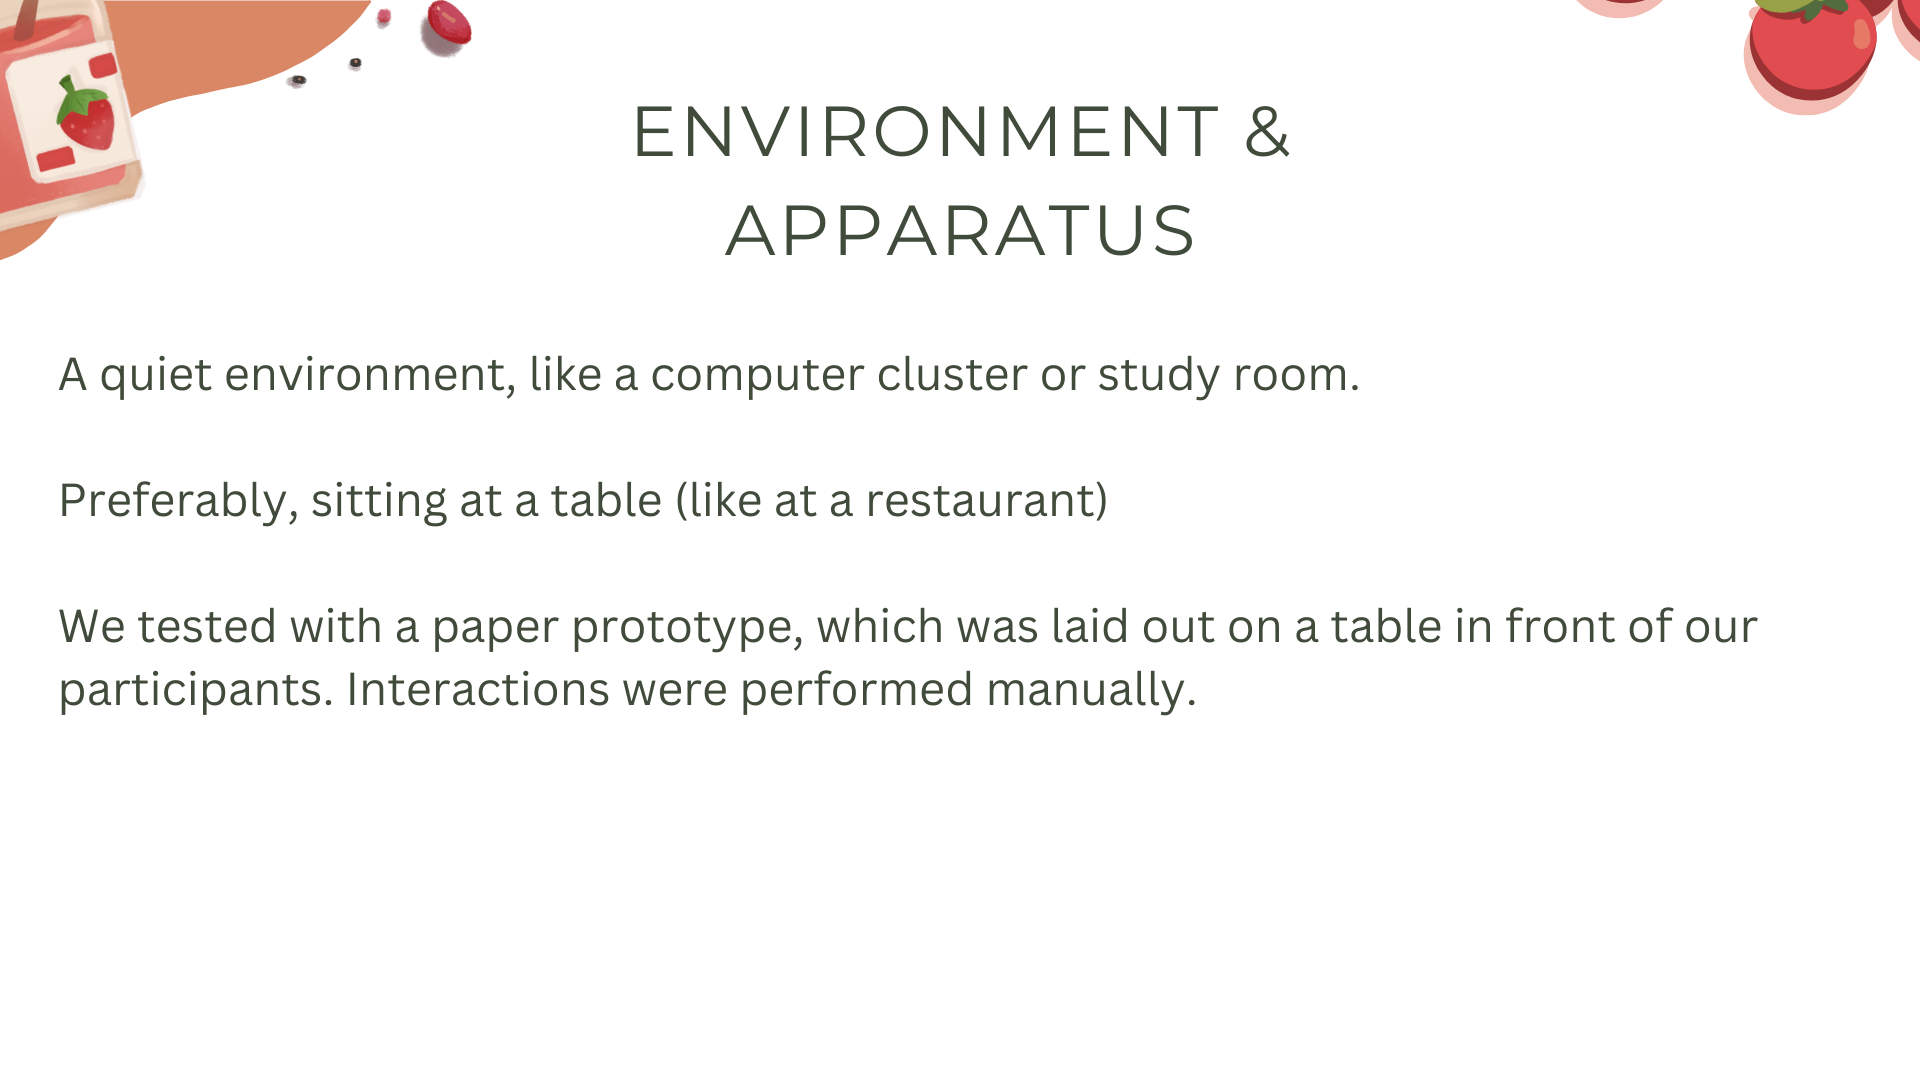 ENVIRONMENT &
APPARATUS
A quiet environment, like a computer cluster or study room.
Preferably, sitting at a table (like at a restaurant)
We tested with a paper prototype, which was laid out on a table in front of our
participants. Interactions were performed manually.